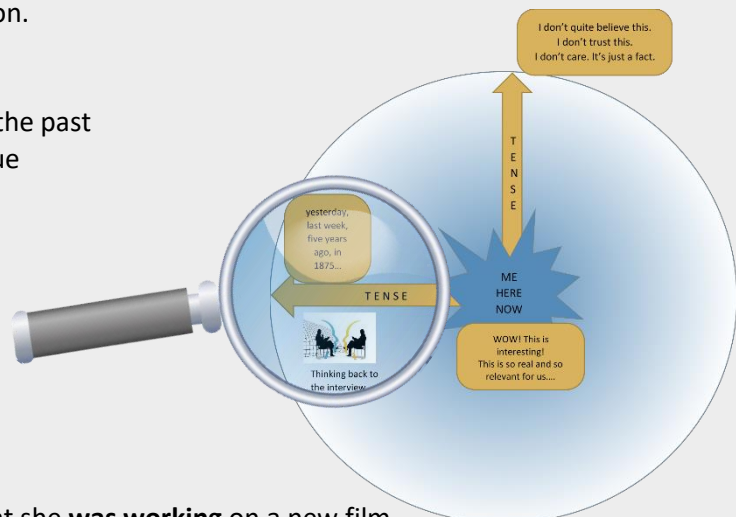 on.
I don't quite believe this.
I don't trust this.
I don't care. It's just a fact.
the past
ue
T
E
N
S
E
yesterday,
last week,
five years
ago, in
1875...
TENSE
ME
HERE
NOW
WOW! This is
interesting!
This is so real and so
relevant for us....
Thinking back to
the interview
at she was working on a new film